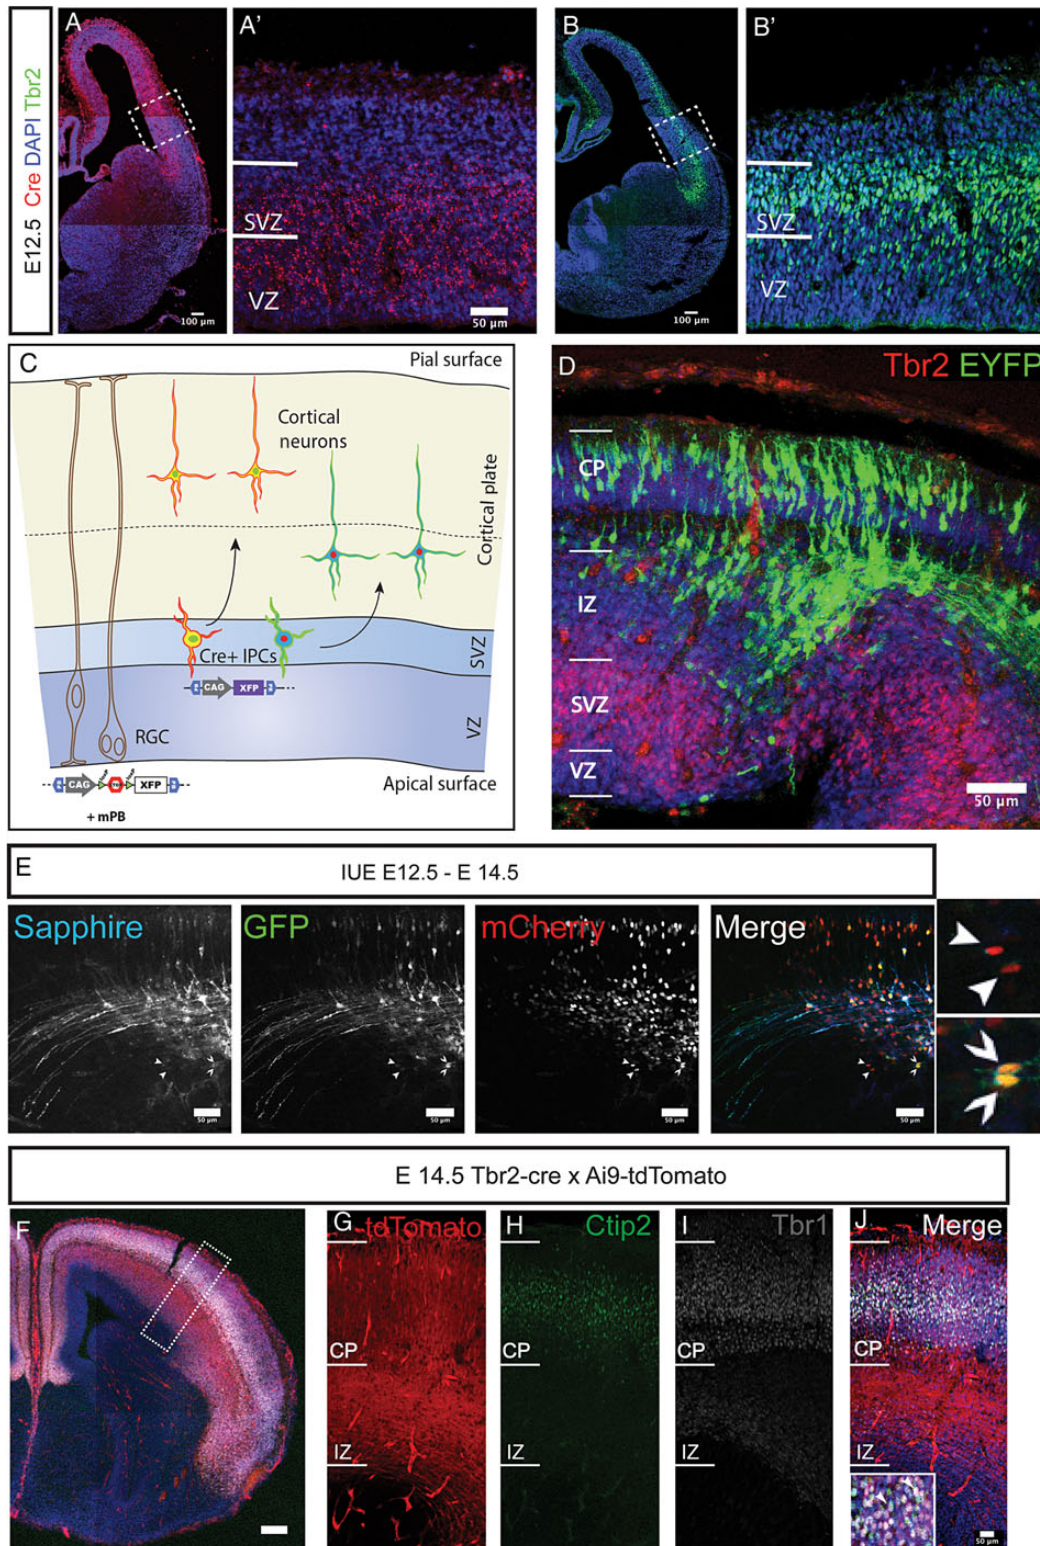 E12.5 Cre DAPI Tbr2
A
100 µm
A'
SVZ
VZ
50 µm
B
100 µm
B'
SVZ
VZ
C
Pial surface
Cortical
neurons
Cortical plate
Cre+ IPCs
SVZ
CAG XFP
VZ
RGC
CAG XFP
Apical surface
+ mPB
D
Tbr2 EYFP
CP
IZ
SVZ
VZ
50 µm
E
IUE E12.5 - E 14.5
Sapphire
50 µm
GFP
50 µm
mCherry
50 µm
Merge
50 µm
E 14.5 Tbr2-cre x Ai9-tdTomato
F
G
tdTomato
CP
IZ
H
Ctip2
CP
IZ
I
Tbr1
CP
IZ
J
Merge
CP
IZ
50 µm